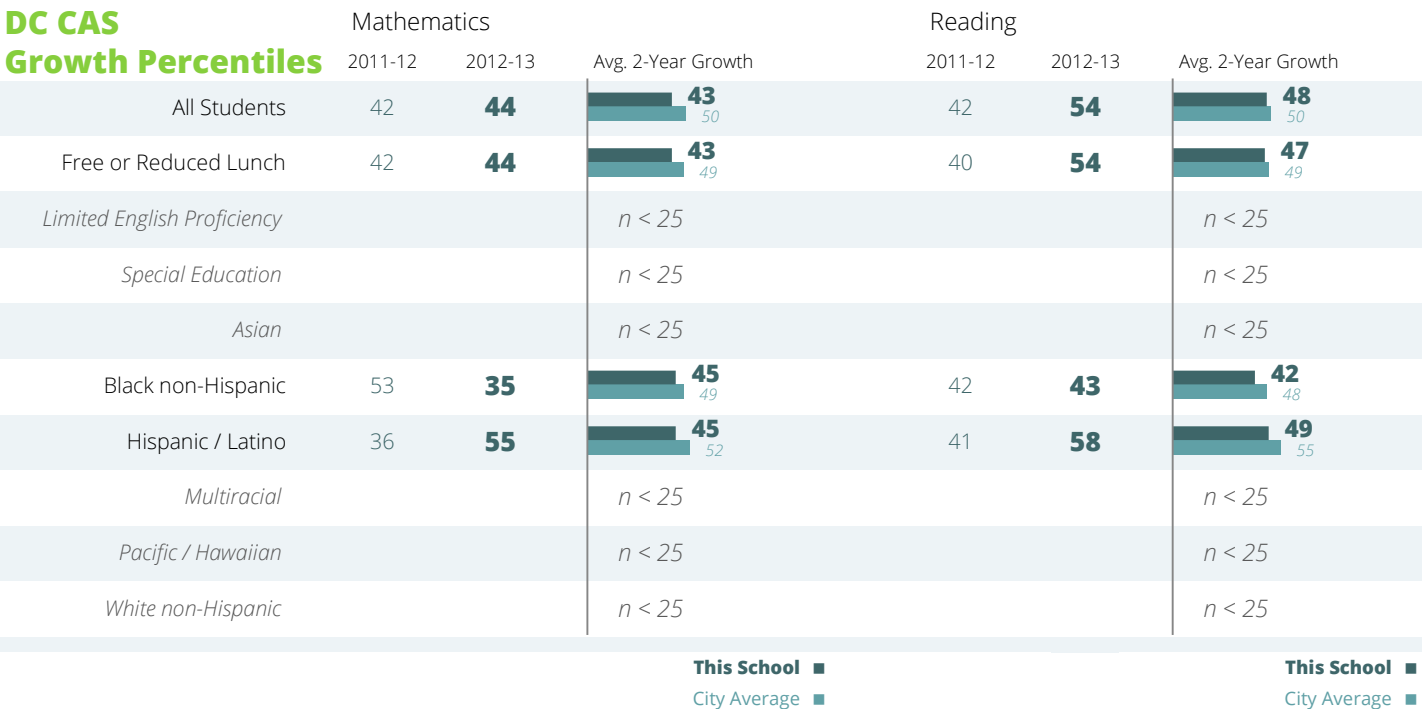 DC CAS
Growth Percentiles
Mathematics
Reading
2011-12 2012-13 Avg. 2-Year Growth 2011-12 2012-13 Avg. 2-Year Growth
All Students 42 44 43 50 42 54 48 50
Free or Reduced Lunch 42 44 43 49 40 54 47 49
Limited English Proficiency n < 25 n < 25
Special Education n < 25 n < 25
Asian n < 25 n < 25
Black non-Hispanic 53 35 45 49 42 43 42 48
Hispanic / Latino 36 55 45 52 41 58 49 55
Multiracial n < 25 n < 25
Pacific / Hawaiian n < 25 n < 25
White non-Hispanic n < 25 n < 25
This School This School
City Average City Average